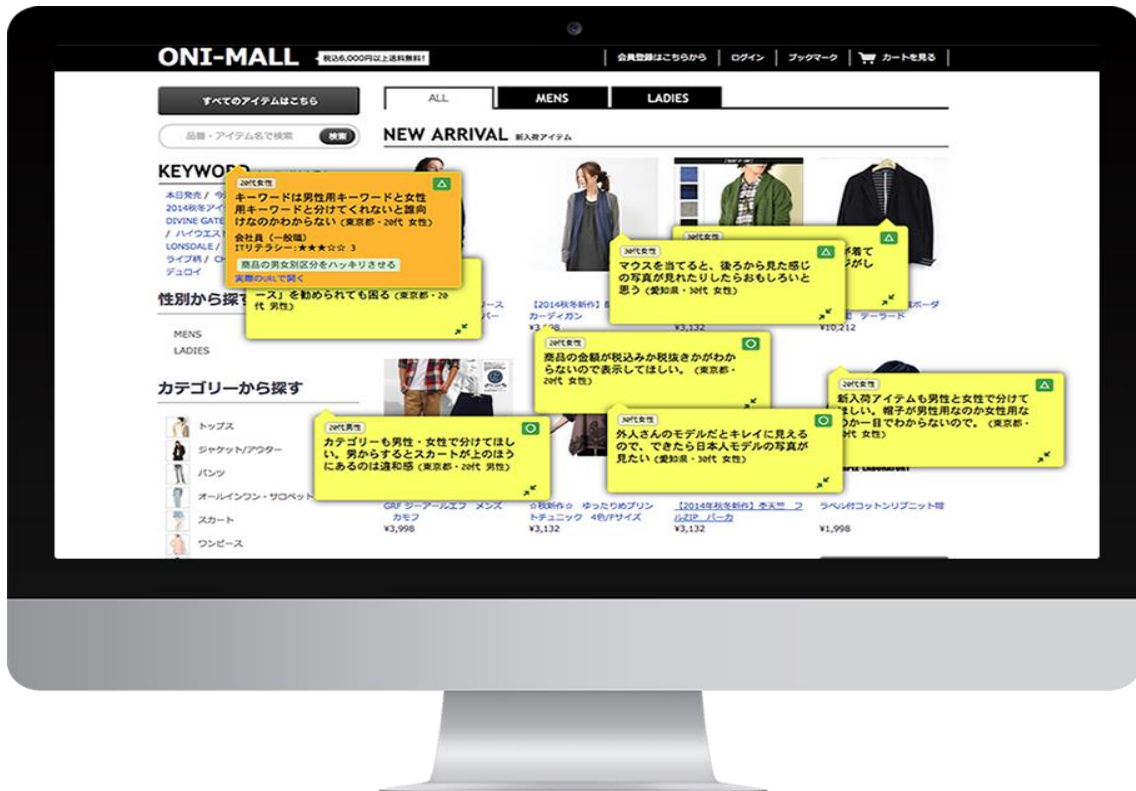 ONI-MALL
税込6,000円以上送料無料!
会員登録はこちらから
ログイン
ブックマーク
カートを見る
すべてのアイテムはこちら
ALL
MENS
LADIES
品番・アイテム名で検索
検索
NEW ARRIVAL 新入荷アイテム
KEYWORD
本日発売 /
2014秋冬アイ
DIVINE GATE
/ ハイウエス
LONSDALE /
ライブ柄 /
デュロイ
20代女性
キーワードは男性用キーワードと女性
用キーワードと分けてくれないと誰向
けなのかわからない (東京都・20代 女性)
会社員 (一般職)
ITリテラシー:★★★☆☆ 3
商品の男女別区分をハッキリさせる
実際のURLで開く
ース」を勧められても困る (東京都・20
代 男性)
性別から探す
MENS
LADIES
カテゴリーから探す
トップス
ジャケット/アウター
パンツ
オールインワン・サロペット
スカート
ワンピース
30代女性
マウスを当てると、後ろから見た感じ
の写真が見れたりしたらおもしろいと
思う (愛知県・30代 女性)
20代女性
が着て
【2014秋冬新作】
カーディガン
¥3,132
テーラード
¥10,212
20代女性
商品の金額が税込みか税抜きかがわか
らないので表示してほしい。 (東京都・
20代 女性)
20代女性
新入荷アイテムも男性と女性で分けて
ほしい。帽子が男性用なのか女性用な
のか一目でわからないので。 (東京都・
20代 女性)
20代男性
カテゴリーも男性・女性で分けてほし
い。男からするとスカートが上のほう
にあるのは違和感 (東京都・20代 男性)
30代女性
外人さんのモデルだとキレイに見える
ので、できたら日本人モデルの写真が
見たい (愛知県・30代 女性)
GRF ジーアールエフ メンズ
カモフ
¥3,998
☆秋新作☆ ゆったりめプリン
トチュニック 4色/Fサイズ
¥3,132
【2014年秋冬新作】杢天竺 フ
ルZIP パーカ
¥3,132
ラベル付コットンリブニット帽
¥1,998